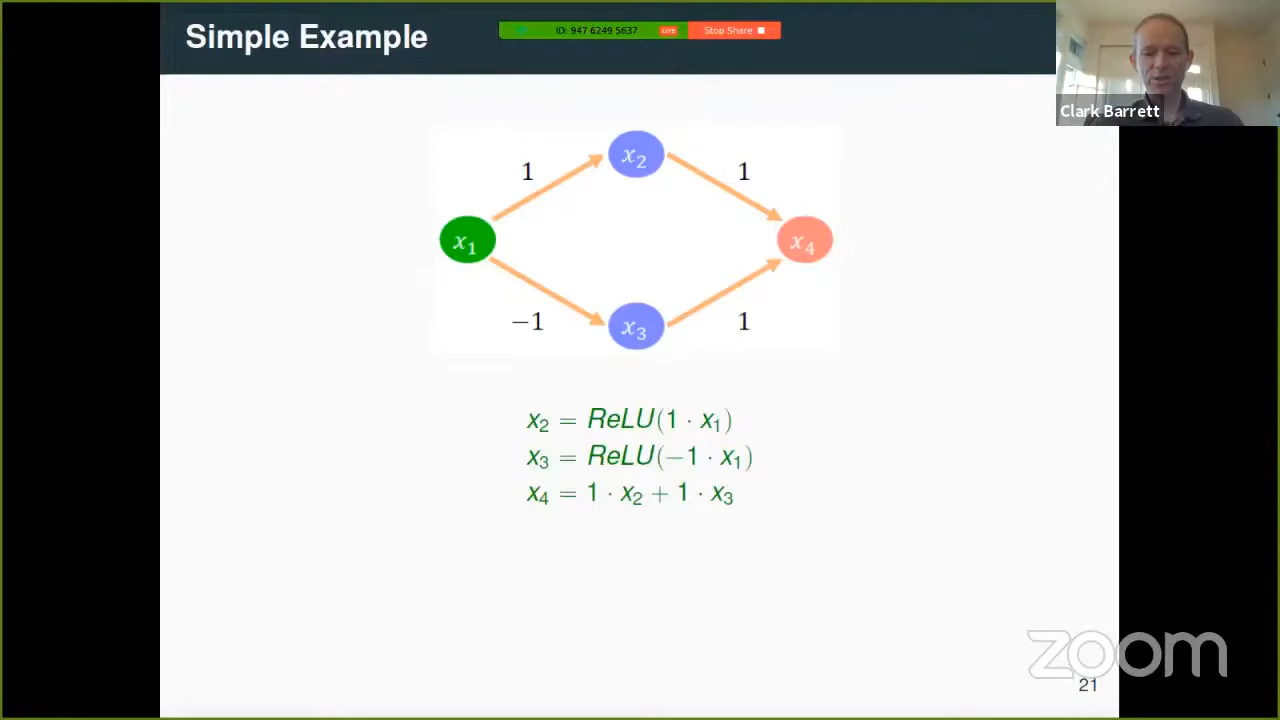 Simple Example
ID: 947 6249 5637
LIVE
Stop Share
Clark Barrett
x₂
1
1
x₁
x₄
−1
1
x₃
x₂ = ReLU(1 · x₁)
x₃ = ReLU(−1 · x₁)
x₄ = 1 · x₂ + 1 · x₃
zoom
21